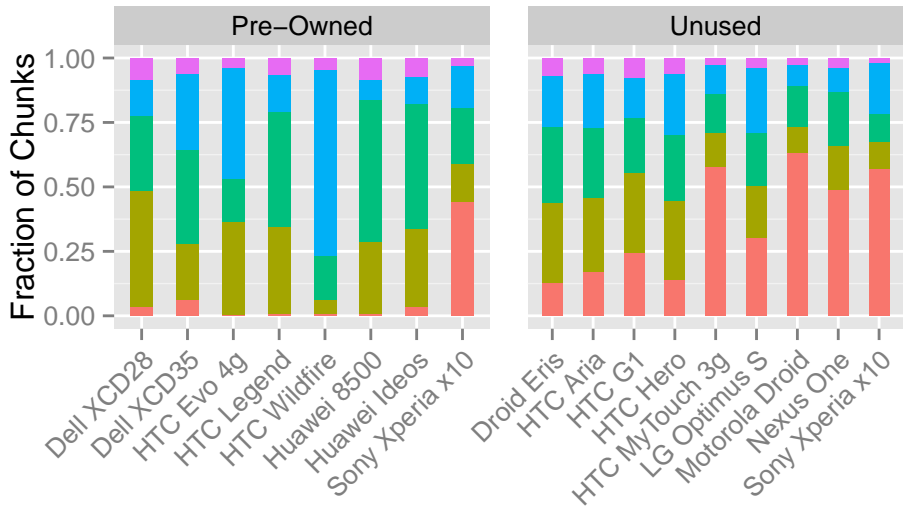 Pre−Owned
Unused
Fraction of Chunks
1.00
0.75
0.50
0.25
0.00
Dell XCD28
Dell XCD35
HTC Evo 4g
HTC Legend
HTC Wildfire
Huawei 8500
Huawei Ideos
Sony Xperia x10
Droid Eris
HTC Aria
HTC G1
HTC Hero
HTC MyTouch 3g
LG Optimus S
Motorola Droid
Nexus One
Sony Xperia x10